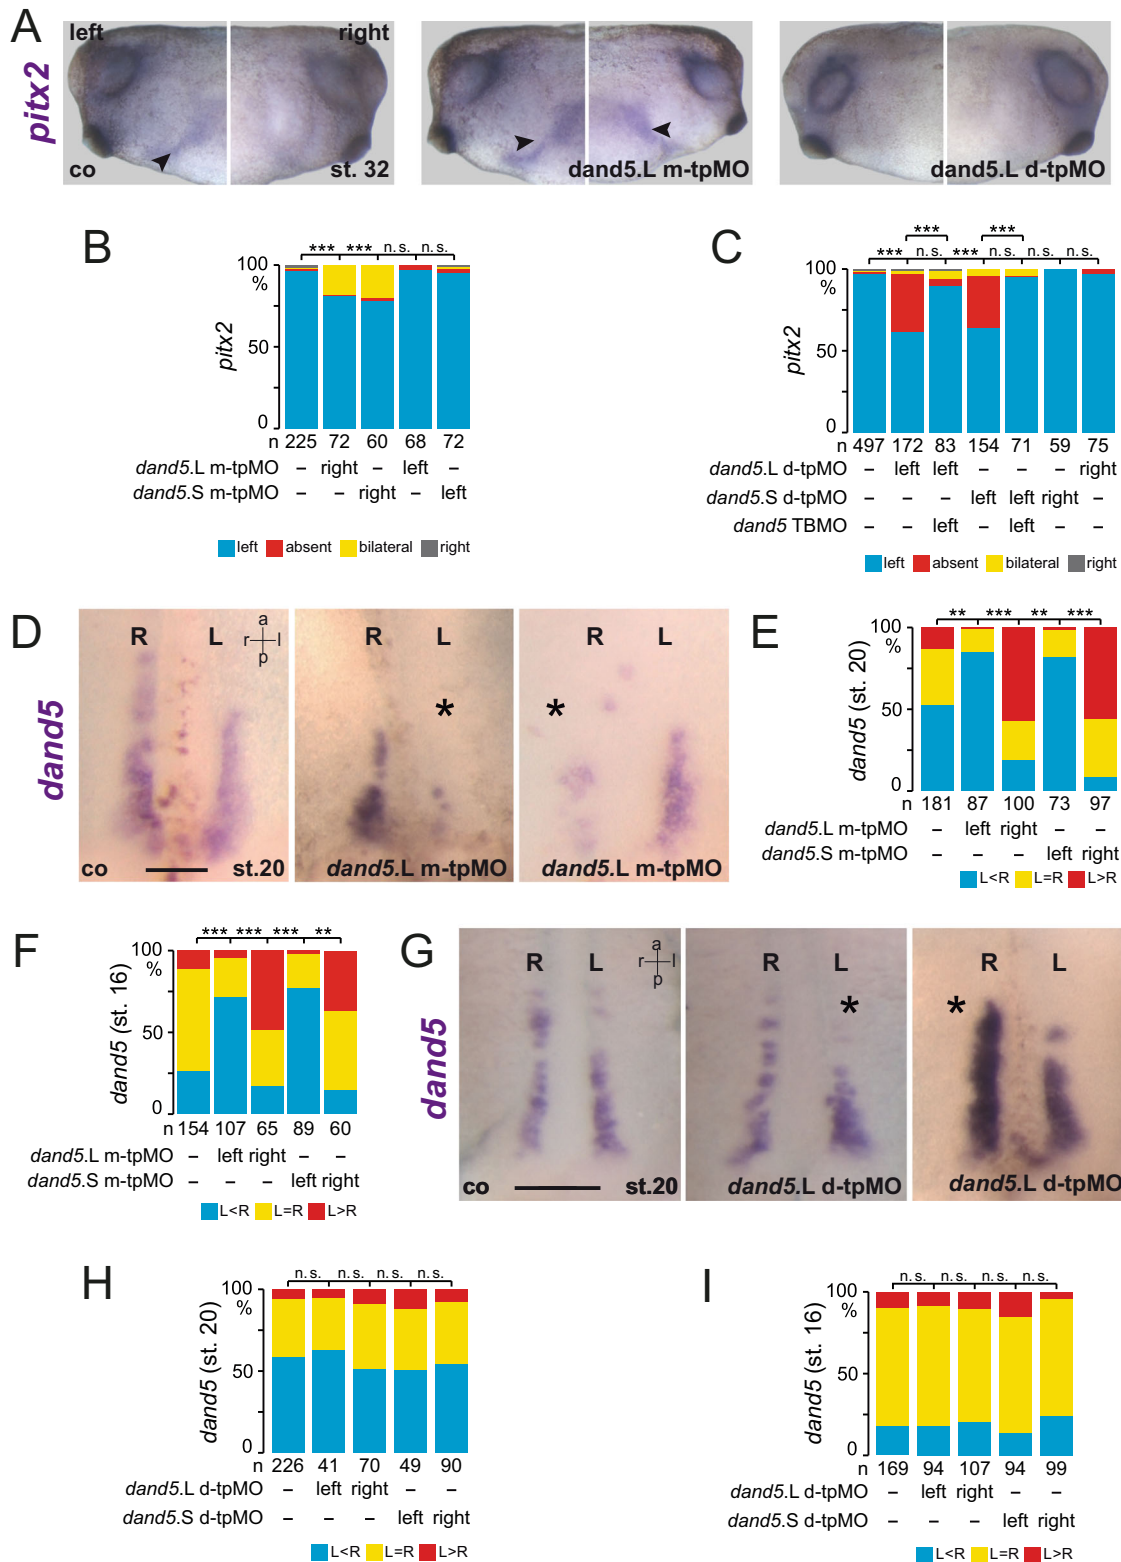 A
pitx2
left
right
co
st. 32
dand5.L m-tpMO
dand5.L d-tpMO
B
*** *** n.s. n.s.
100
%
50
0
pitx2
n 225 72 60 68 72
dand5.L m-tpMO – right – left –
dand5.S m-tpMO – – right – left
left absent bilateral right
C
*** ***
*** n.s. *** n.s. n.s. n.s.
100
%
50
0
pitx2
n 497 172 83 154 71 59 75
dand5.L d-tpMO – left left – – – right
dand5.S d-tpMO – – – left left right –
dand5 TBMO – – left – left – –
left absent bilateral right
D
dand5
R L
a
r l
p
co
st.20
R L
*
dand5.L m-tpMO
R L
*
dand5.L m-tpMO
E
** *** ** ***
100
%
50
0
dand5 (st. 20)
n 181 87 100 73 97
dand5.L m-tpMO – left right – –
dand5.S m-tpMO – – – left right
L<R L=R L>R
F
*** *** *** **
100
%
50
0
dand5 (st. 16)
n 154 107 65 89 60
dand5.L m-tpMO – left right – –
dand5.S m-tpMO – – – left right
L<R L=R L>R
G
dand5
R L
a
r l
p
co
st.20
R L
*
dand5.L d-tpMO
R L
*
dand5.L d-tpMO
H
n.s. n.s. n.s. n.s.
100
%
50
0
dand5 (st. 20)
n 226 41 70 49 90
dand5.L d-tpMO – left right – –
dand5.S d-tpMO – – – left right
L<R L=R L>R
I
n.s. n.s. n.s. n.s.
100
%
50
0
dand5 (st. 16)
n 169 94 107 94 99
dand5.L d-tpMO – left right – –
dand5.S d-tpMO – – – left right
L<R L=R L>R